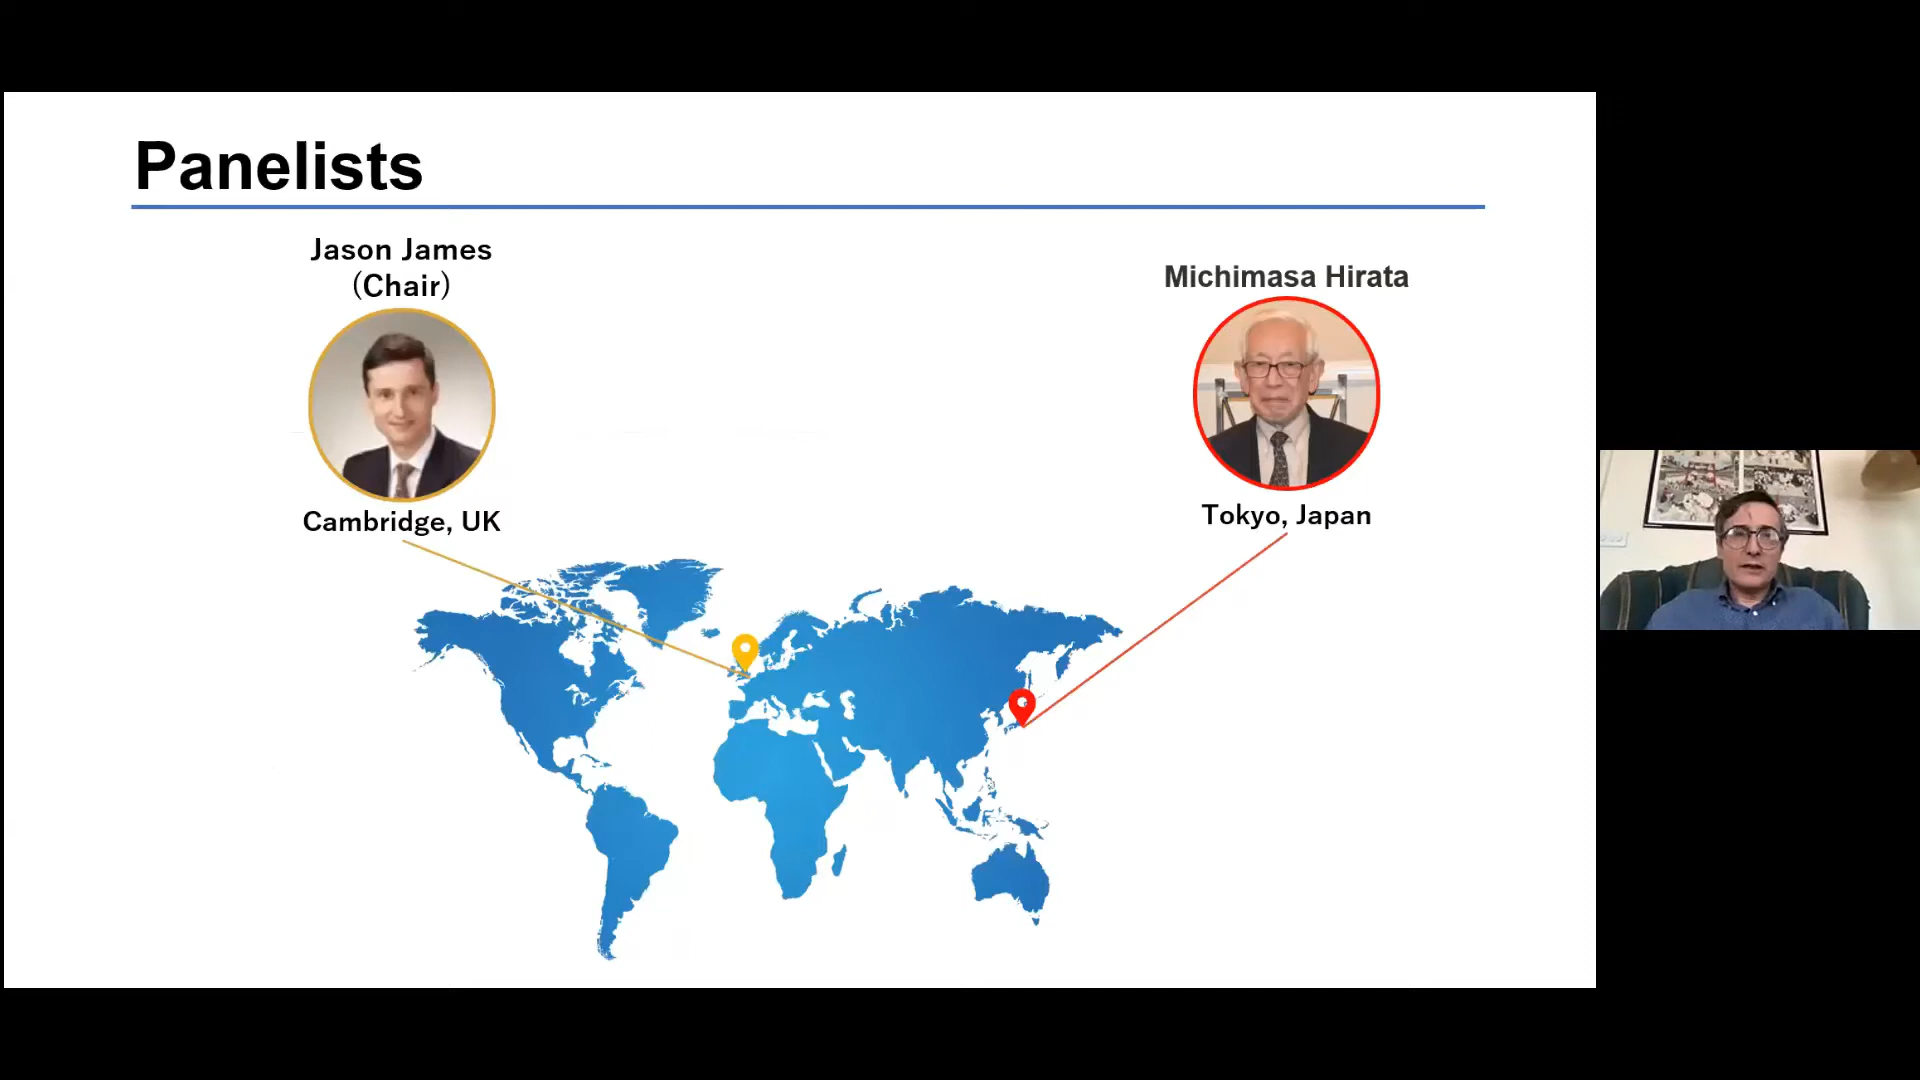 Panelists
Jason James
(Chair)
Michimasa Hirata
Cambridge, UK
Tokyo, Japan